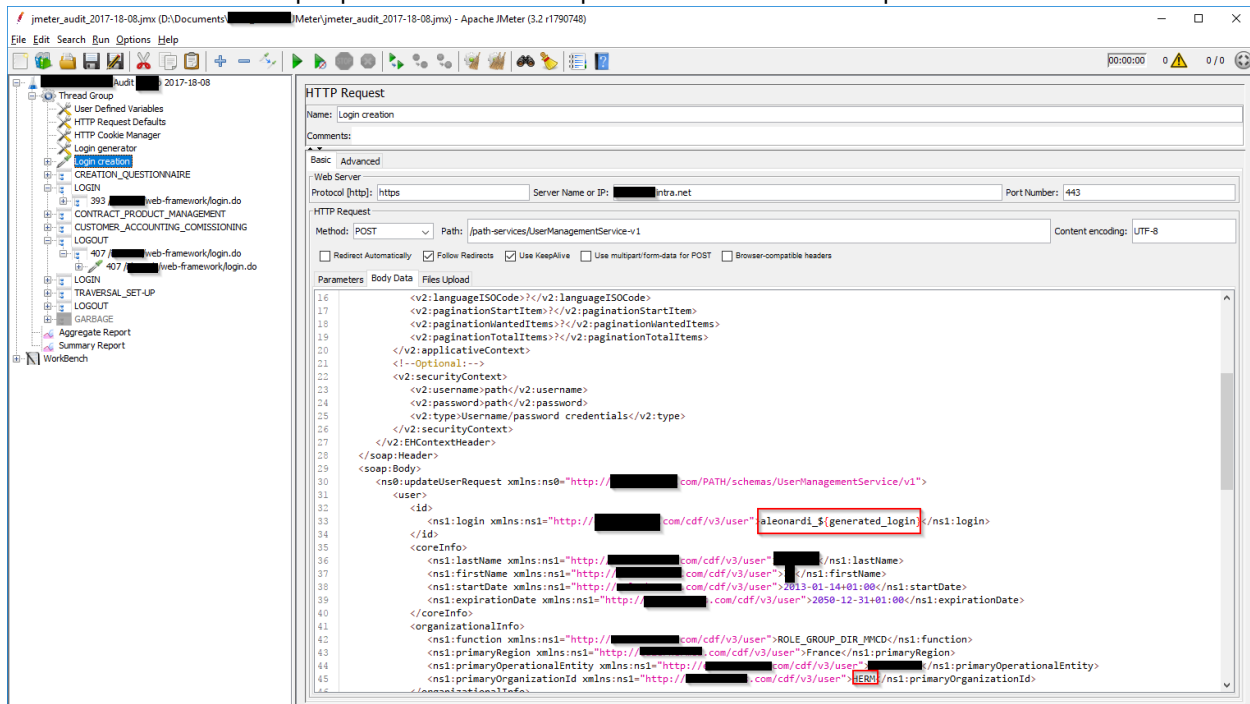 jmeter_audit_2017-18-08.jmx (D:\Documents\ JMeter\jmeter_audit_2017-18-08.jmx) - Apache JMeter (3.2 r1790748)
File Edit Search Run Options Help
00:00:00 0 0 / 0
Audit 2017-18-08
Thread Group
User Defined Variables
HTTP Request Defaults
HTTP Cookie Manager
Login generator
Login creation
CREATION_QUESTIONNAIRE
LOGIN
393 / web-framework/login.do
CONTRACT_PRODUCT_MANAGEMENT
CUSTOMER_ACCOUNTING_COMISSIONING
LOGOUT
407 / web-framework/login.do
407 / web-framework/login.do
LOGIN
TRAVERSAL_SET-UP
LOGOUT
GARBAGE
Aggregate Report
Summary Report
WorkBench
HTTP Request
Name: Login creation
Comments:
Basic Advanced
Web Server
Protocol [http]: https Server Name or IP: intra.net Port Number: 443
HTTP Request
Method: POST Path: /path-services/UserManagementService-v1 Content encoding: UTF-8
Redirect Automatically Follow Redirects Use KeepAlive Use multipart/form-data for POST Browser-compatible headers
Parameters Body Data Files Upload
16 <v2:languageISOCode>?</v2:languageISOCode>
17 <v2:paginationStartItem>?</v2:paginationStartItem>
18 <v2:paginationWantedItems>?</v2:paginationWantedItems>
19 <v2:paginationTotalItems>?</v2:paginationTotalItems>
20 </v2:applicativeContext>
21 <!--Optional:-->
22 <v2:securityContext>
23 <v2:username>path</v2:username>
24 <v2:password>path</v2:password>
25 <v2:type>Username/password credentials</v2:type>
26 </v2:securityContext>
27 </v2:EHContextHeader>
28 </soap:Header>
29 <soap:Body>
30 <ns0:updateUserRequest xmlns:ns0="http:// com/PATH/schemas/UserManagementService/v1">
31 <user>
32 <id>
33 <ns1:login xmlns:ns1="http:// com/cdf/v3/user">aleonardi_${generated_login}</ns1:login>
34 </id>
35 <coreInfo>
36 <ns1:lastName xmlns:ns1="http:// com/cdf/v3/user" </ns1:lastName>
37 <ns1:firstName xmlns:ns1="http:// .com/cdf/v3/user"> </ns1:firstName>
38 <ns1:startDate xmlns:ns1="http:// com/cdf/v3/user">2013-01-14+01:00</ns1:startDate>
39 <ns1:expirationDate xmlns:ns1="http:// .com/cdf/v3/user">2050-12-31+01:00</ns1:expirationDate>
40 </coreInfo>
41 <organizationalInfo>
42 <ns1:function xmlns:ns1="http:// com/cdf/v3/user">ROLE_GROUP_DIR_MMCD</ns1:function>
43 <ns1:primaryRegion xmlns:ns1="http:// .com/cdf/v3/user">France</ns1:primaryRegion>
44 <ns1:primaryOperationalEntity xmlns:ns1="http:// com/cdf/v3/user"> </ns1:primaryOperationalEntity>
45 <ns1:primaryOrganizationId xmlns:ns1="http:// .com/cdf/v3/user">HERM</ns1:primaryOrganizationId>